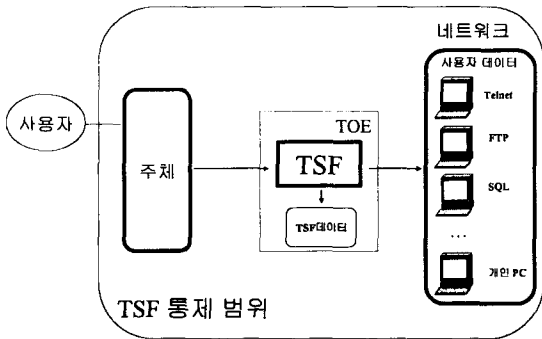 네트워크
사용자 데이터
Telnet
사용자
TOE
FTP
주체
TSF
SQL
TSF데이터
...
개인 PC
TSF 통제 범위